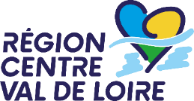 RÉGION
CENTRE
VAL DE LOIRE